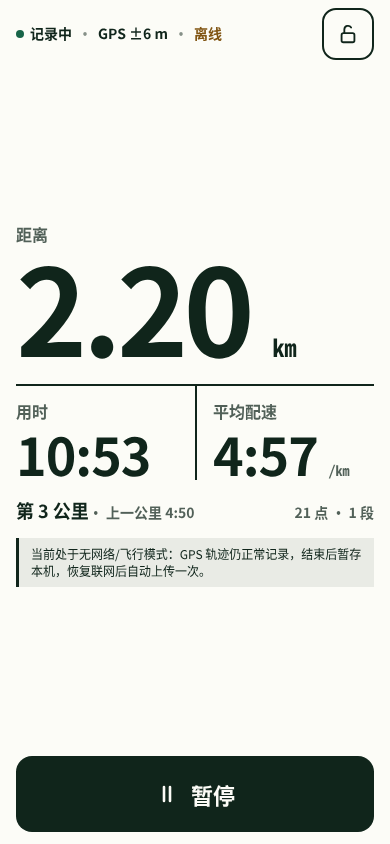 记录中 • GPS ±6 m • 离线
距离
2.20 km
用时
10:53
平均配速
4:57 /km
第 3 公里 • 上一公里 4:50
21 点 • 1 段
当前处于无网络/飞行模式：GPS 轨迹仍正常记录，结束后暂存
本机，恢复联网后自动上传一次。
暂停